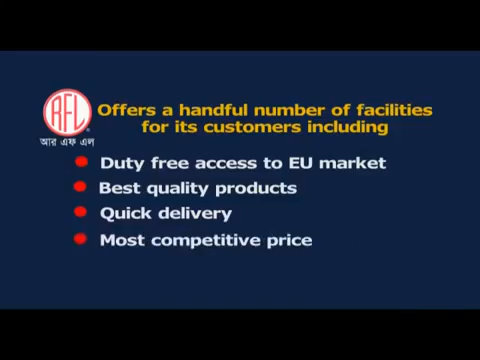 RFL
আর এফ এল
Offers a handful number of facilities
for its customers including
Duty free access to EU market
Best quality products
Quick delivery
Most competitive price